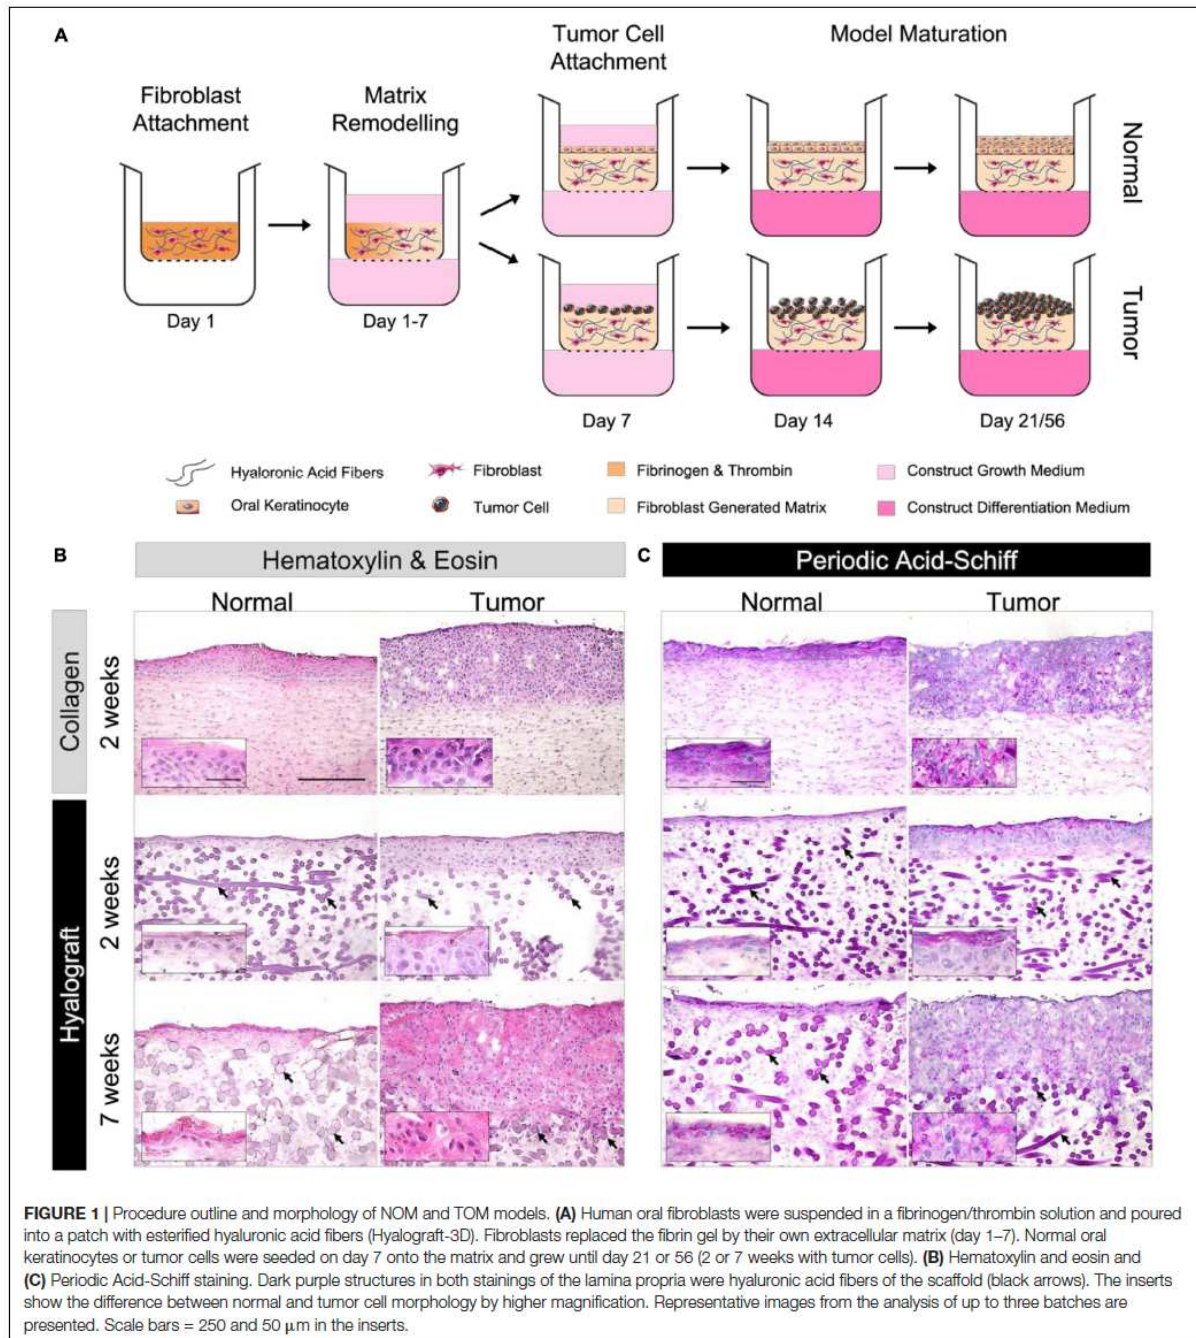 A
Tumor Cell
Attachment
Model Maturation
Fibroblast
Attachment
Matrix
Remodelling
Normal
Day 1
Day 1-7
Tumor
Day 7
Day 14
Day 21/56
Hyaloronic Acid Fibers
Fibroblast
Fibrinogen & Thrombin
Construct Growth Medium
Oral Keratinocyte
Tumor Cell
Fibroblast Generated Matrix
Construct Differentiation Medium
B
Hematoxylin & Eosin
C
Periodic Acid-Schiff
Normal
Tumor
Normal
Tumor
Collagen
2 weeks
Hyalograft
2 weeks
7 weeks
FIGURE 1 | Procedure outline and morphology of NOM and TOM models. (A) Human oral fibroblasts were suspended in a fibrinogen/thrombin solution and poured
into a patch with esterified hyaluronic acid fibers (Hyalograft-3D). Fibroblasts replaced the fibrin gel by their own extracellular matrix (day 1–7). Normal oral
keratinocytes or tumor cells were seeded on day 7 onto the matrix and grew until day 21 or 56 (2 or 7 weeks with tumor cells). (B) Hematoxylin and eosin and
(C) Periodic Acid-Schiff staining. Dark purple structures in both stainings of the lamina propria were hyaluronic acid fibers of the scaffold (black arrows). The inserts
show the difference between normal and tumor cell morphology by higher magnification. Representative images from the analysis of up to three batches are
presented. Scale bars = 250 and 50 μm in the inserts.